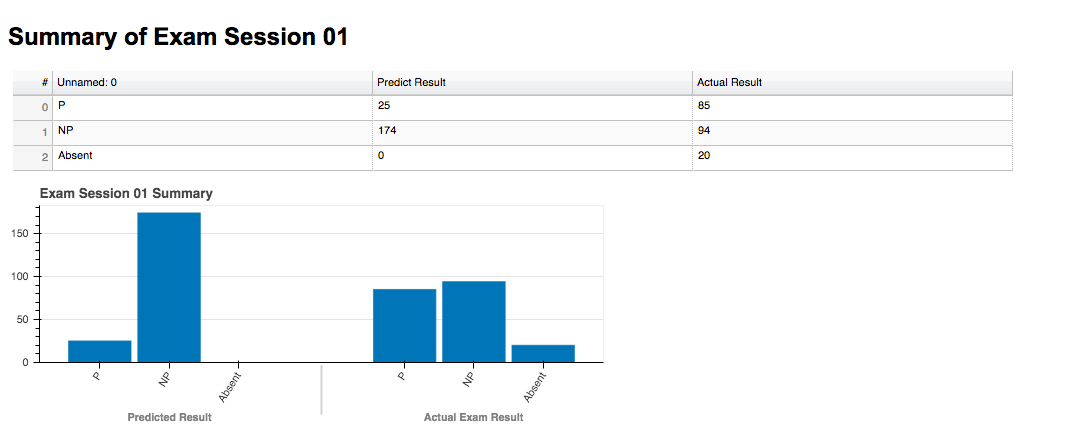 Summary of Exam Session 01
# Unnamed: 0 Predict Result Actual Result
0 P 25 85
1 NP 174 94
2 Absent 0 20
Exam Session 01 Summary
150
100
50
0
P NP Absent P NP Absent
Predicted Result Actual Exam Result